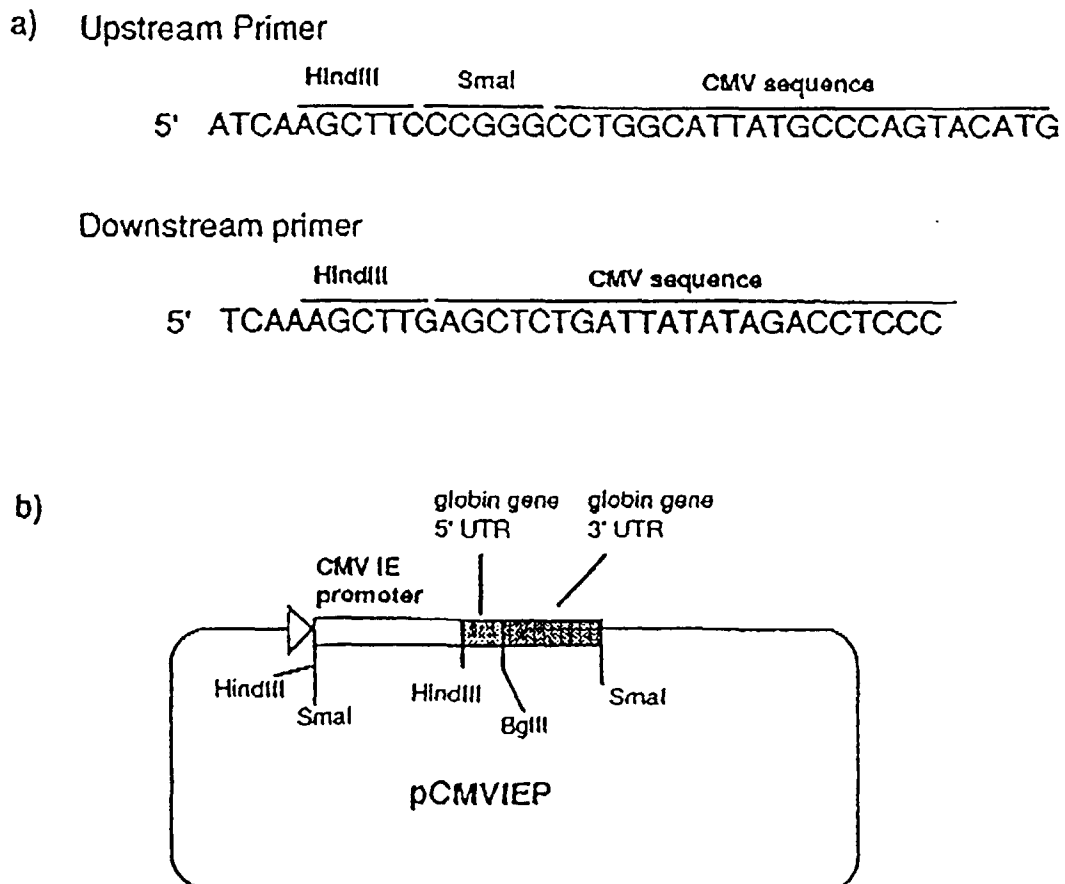 a) Upstream Primer
HindIII SmaI CMV sequence
5' ATCAAGCTTCCCGGGCCTGGCATTATGCCCAGTACATG
Downstream primer
HindIII CMV sequence
5' TCAAAGCTTGAGCTCTGATTATATAGACCTCCC
b)
globin gene globin gene
5' UTR 3' UTR
CMV IE
promoter
HindIII HindIII SmaI
SmaI BglII
pCMVIEP